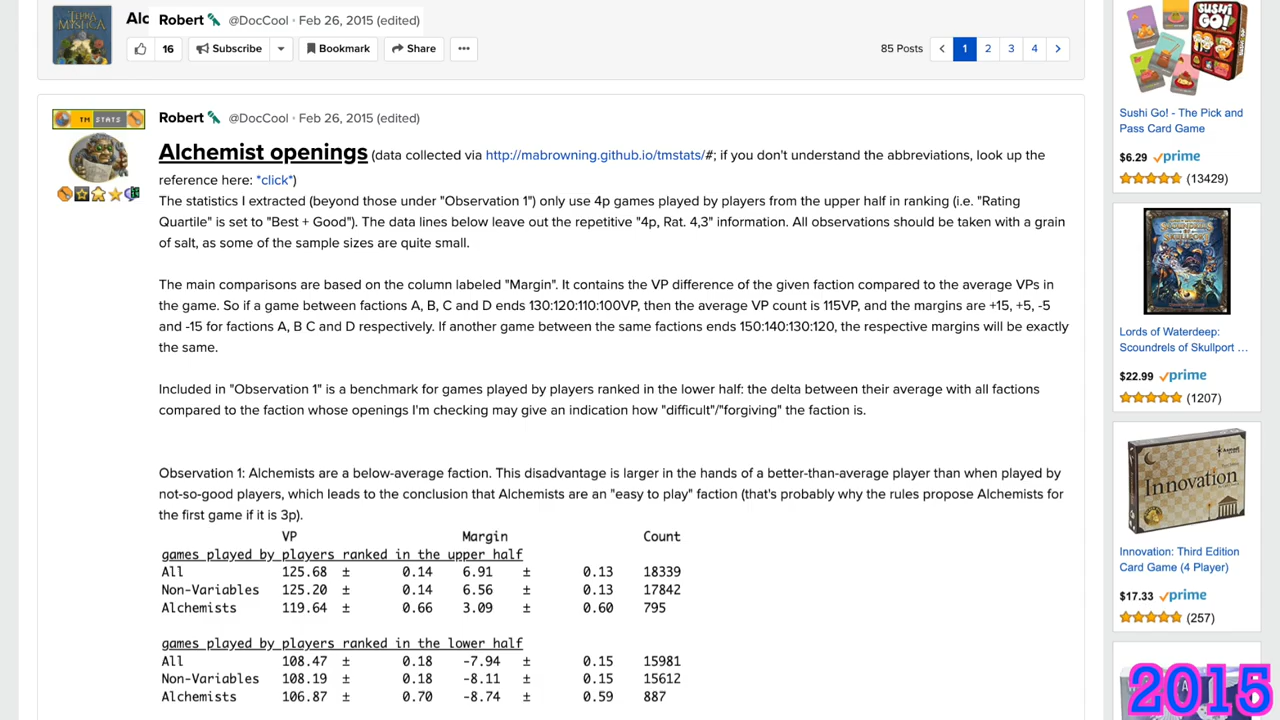 TERRA MYSTICA
Alc Robert @DocCool · Feb 26, 2015 (edited)
16 Subscribe Bookmark Share ••• 85 Posts 1 2 3 4
TM STATS Robert @DocCool · Feb 26, 2015 (edited)
Alchemist openings (data collected via http://mabrowning.github.io/tmstats/#; if you don't understand the abbreviations, look up the
reference here: *click*)
The statistics I extracted (beyond those under "Observation 1") only use 4p games played by players from the upper half in ranking (i.e. "Rating
Quartile" is set to "Best + Good"). The data lines below leave out the repetitive "4p, Rat. 4,3" information. All observations should be taken with a grain
of salt, as some of the sample sizes are quite small.
The main comparisons are based on the column labeled "Margin". It contains the VP difference of the given faction compared to the average VPs in
the game. So if a game between factions A, B, C and D ends 130:120:110:100VP, then the average VP count is 115VP, and the margins are +15, +5, -5
and -15 for factions A, B C and D respectively. If another game between the same factions ends 150:140:130:120, the respective margins will be exactly
the same.
Included in "Observation 1" is a benchmark for games played by players ranked in the lower half: the delta between their average with all factions
compared to the faction whose openings I'm checking may give an indication how "difficult"/"forgiving" the faction is.
Observation 1: Alchemists are a below-average faction. This disadvantage is larger in the hands of a better-than-average player than when played by
not-so-good players, which leads to the conclusion that Alchemists are an "easy to play" faction (that's probably why the rules propose Alchemists for
the first game if it is 3p).
VP Margin Count
games played by players ranked in the upper half
All 125.68 ± 0.14 6.91 ± 0.13 18339
Non-Variables 125.20 ± 0.14 6.56 ± 0.13 17842
Alchemists 119.64 ± 0.66 3.09 ± 0.60 795
games played by players ranked in the lower half
All 108.47 ± 0.18 -7.94 ± 0.15 15981
Non-Variables 108.19 ± 0.18 -8.11 ± 0.15 15612
Alchemists 106.87 ± 0.70 -8.74 ± 0.59 887
SUSHI GO!
Sushi Go! - The Pick and
Pass Card Game
$6.29 prime
(13429)
Lords of Waterdeep:
Scoundrels of Skullport ...
$22.99 prime
(1207)
Innovation
Innovation: Third Edition
Card Game (4 Player)
$17.33 prime
(257)
2015